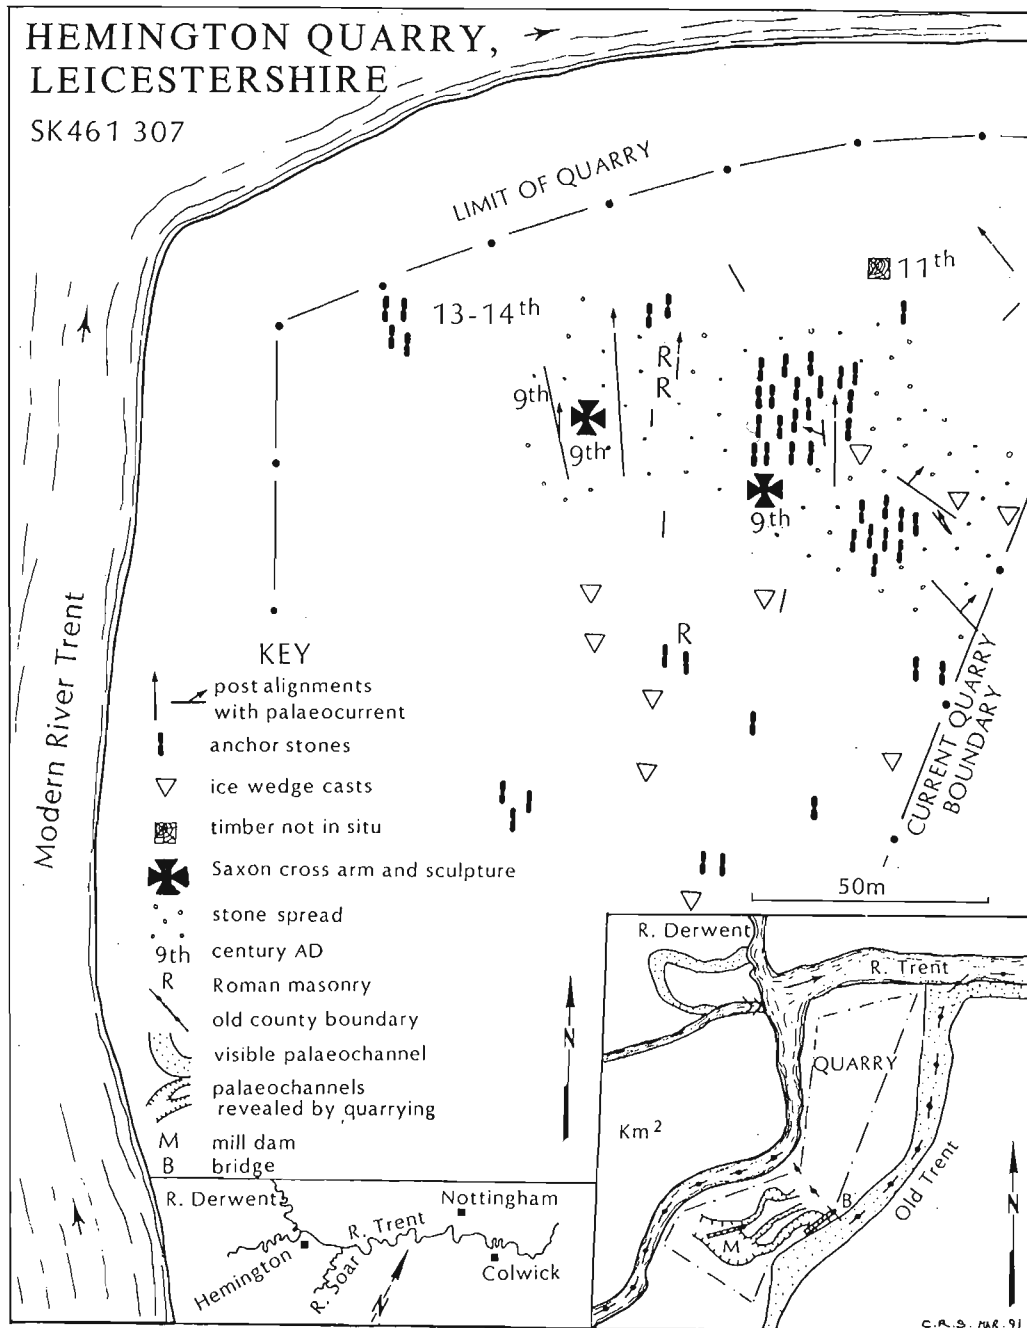 HEMINGTON QUARRY,
LEICESTERSHIRE
SK461 307
LIMIT OF QUARRY
11th
13-14th
R
R
9th
9th
9th
R
Modern River Trent
CURRENT QUARRY
BOUNDARY
50m
KEY
post alignments
with palaeocurrent
anchor stones
ice wedge casts
timber not in situ
Saxon cross arm and sculpture
stone spread
9th century AD
R Roman masonry
old county boundary
visible palaeochannel
palaeochannels
revealed by quarrying
M mill dam
B bridge
N
R. Derwent
Nottingham
R. Trent
Hemington
R. Soar
Colwick
N
R. Derwent
R. Trent
QUARRY
Km²
Old Trent
B
M
N
C.R.S. MAR. 91